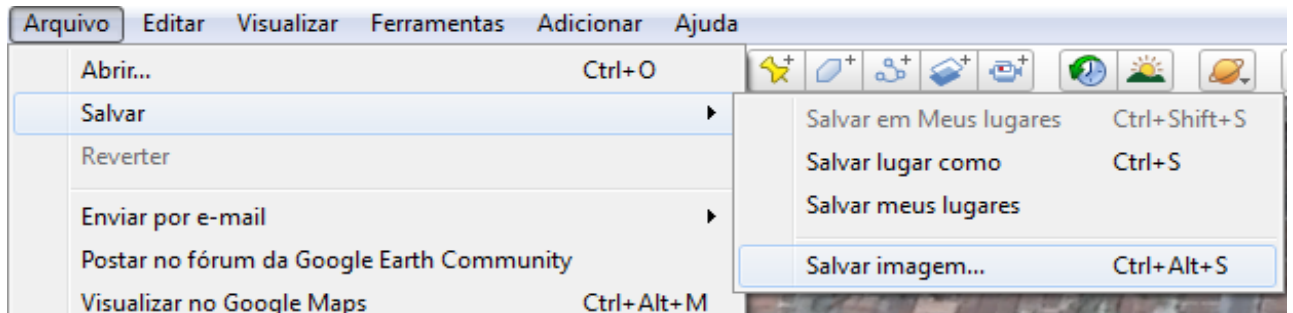 Arquivo Editar Visualizar Ferramentas Adicionar Ajuda
Abrir... Ctrl+O
Salvar
Reverter
Enviar por e-mail
Postar no fórum da Google Earth Community
Visualizar no Google Maps Ctrl+Alt+M
Salvar em Meus lugares Ctrl+Shift+S
Salvar lugar como Ctrl+S
Salvar meus lugares
Salvar imagem... Ctrl+Alt+S